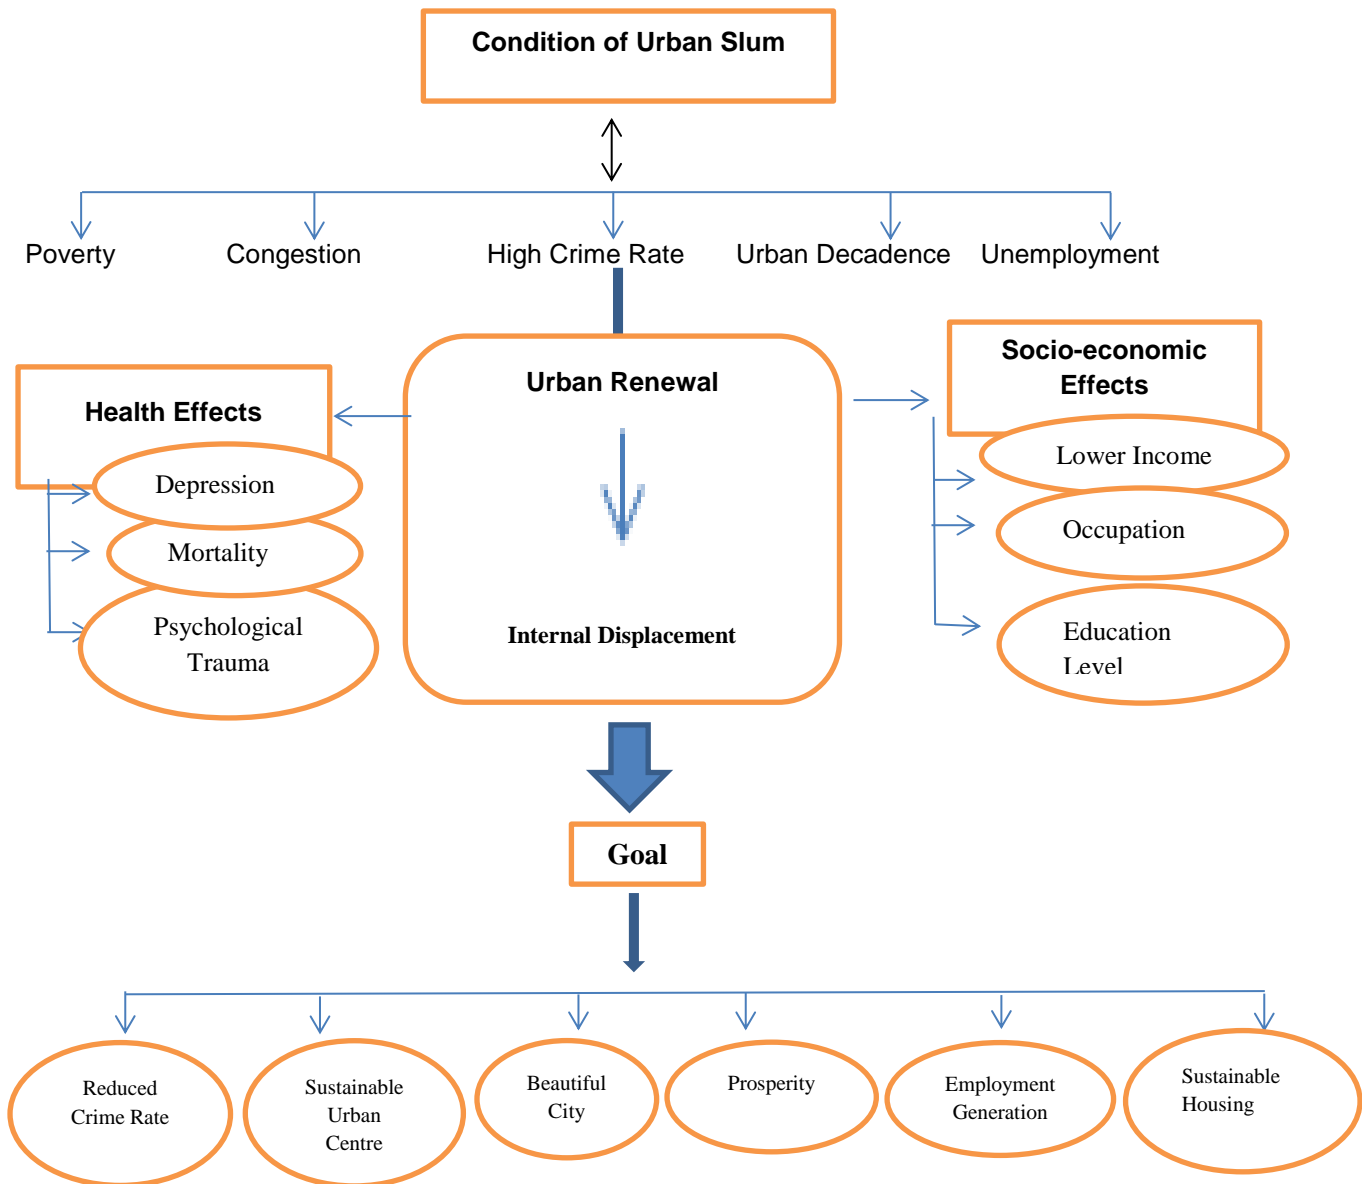 Condition of Urban Slum
Poverty
Congestion
High Crime Rate
Urban Decadence
Unemployment
Health Effects
Depression
Mortality
Psychological
Trauma
Urban Renewal
Internal Displacement
Socio-economic
Effects
Lower Income
Occupation
Education
Level
Goal
Reduced
Crime Rate
Sustainable
Urban
Centre
Beautiful
City
Prosperity
Employment
Generation
Sustainable
Housing